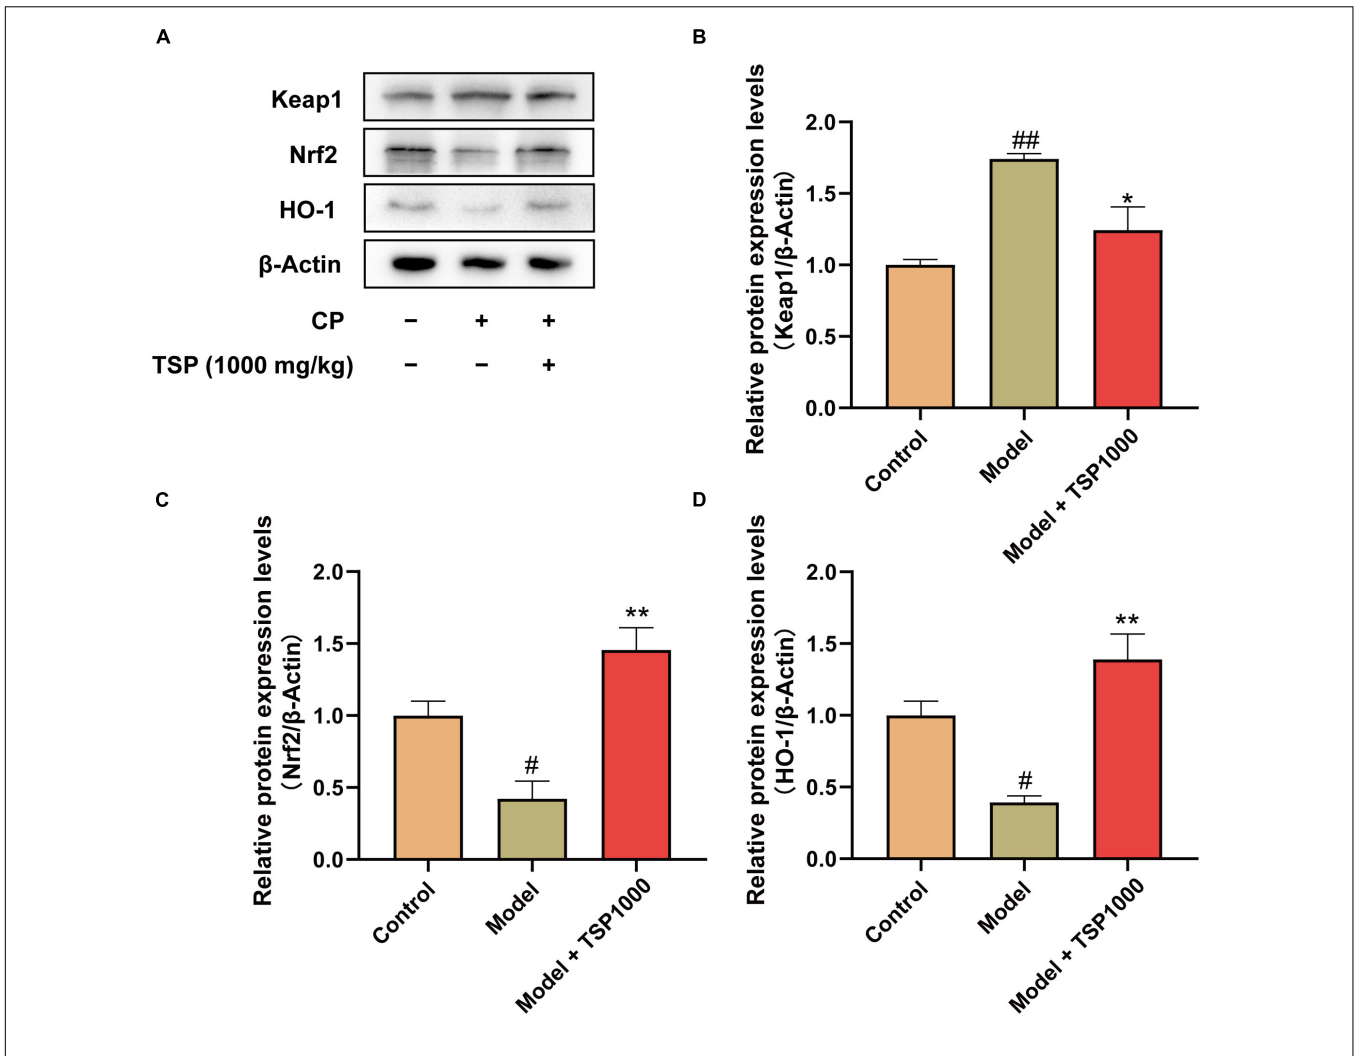 A
Keap1
Nrf2
HO-1
β-Actin
CP − + +
TSP (1000 mg/kg) − − +
B
Relative protein expression levels
(Keap1/β-Actin)
2.0
1.5
1.0
0.5
0.0
##
*
Control
Model
Model + TSP1000
C
Relative protein expression levels
(Nrf2/β-Actin)
2.0
1.5
1.0
0.5
0.0
#
**
Control
Model
Model + TSP1000
D
Relative protein expression levels
(HO-1/β-Actin)
2.0
1.5
1.0
0.5
0.0
#
**
Control
Model
Model + TSP1000